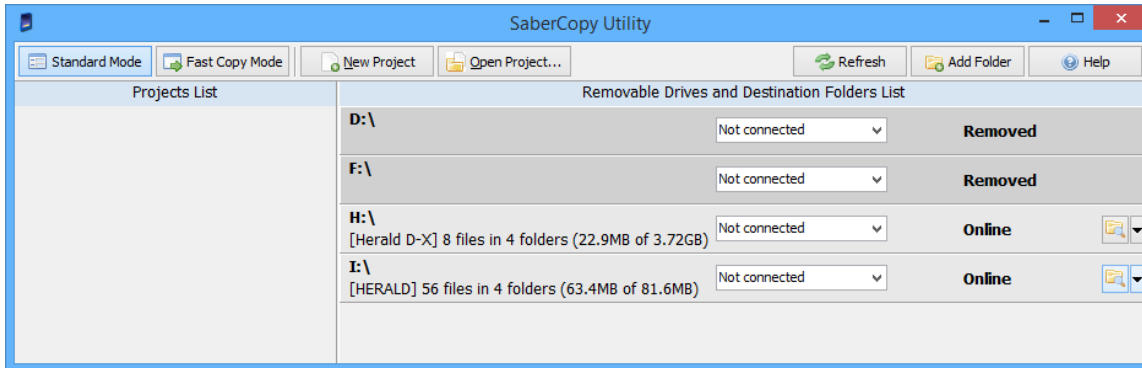 SaberCopy Utility
Standard Mode Fast Copy Mode New Project Open Project... Refresh Add Folder Help
Projects List Removable Drives and Destination Folders List
D:\ Not connected Removed
F:\ Not connected Removed
H:\
[Herald D-X] 8 files in 4 folders (22.9MB of 3.72GB) Not connected Online
I:\
[HERALD] 56 files in 4 folders (63.4MB of 81.6MB) Not connected Online